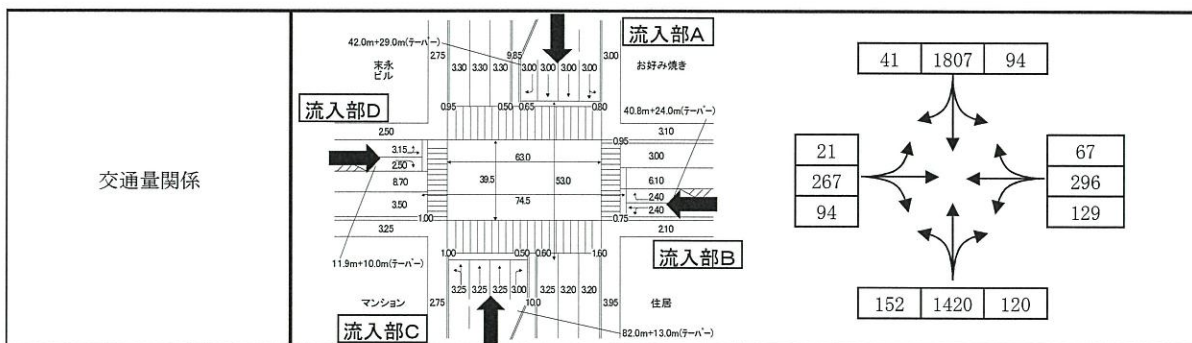 交通量関係
流入部A
42.0m+29.0m(テーパー)
2.75
9.85
3.00
末永
ビル
3.30 3.30 3.30
3.00 3.00 3.00 3.00
お好み焼き
流入部D
0.95 0.50 0.65 0.80
40.8m+24.0m(テーパー)
2.50
3.10
3.15
0.95
3.00
2.50
63.0
8.70
39.5
53.0
6.10
3.50
74.5
2.40
2.40
1.00
0.75
3.25
2.10
1.00 0.50 0.60 1.60
流入部B
11.9m+10.0m(テーパー)
3.25 3.25 3.25 3.00
3.25 3.20 3.20
マンション
2.75
10.0
3.95
住居
流入部C
82.0m+13.0m(テーパー)
41 1807 94
21
267
94
67
296
129
152 1420 120